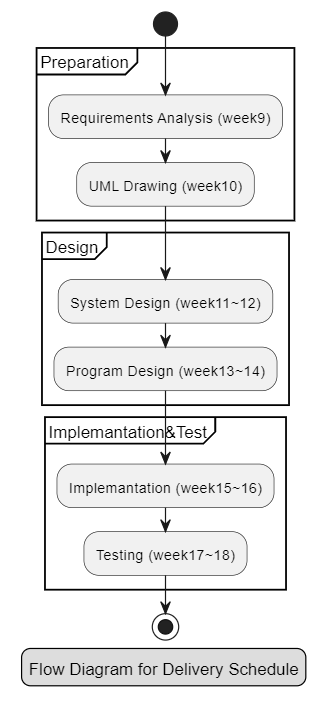 Preparation
Requirements Analysis (week9)
UML Drawing (week10)
Design
System Design (week11~12)
Program Design (week13~14)
Implemantation&Test
Implemantation (week15~16)
Testing (week17~18)
Flow Diagram for Delivery Schedule